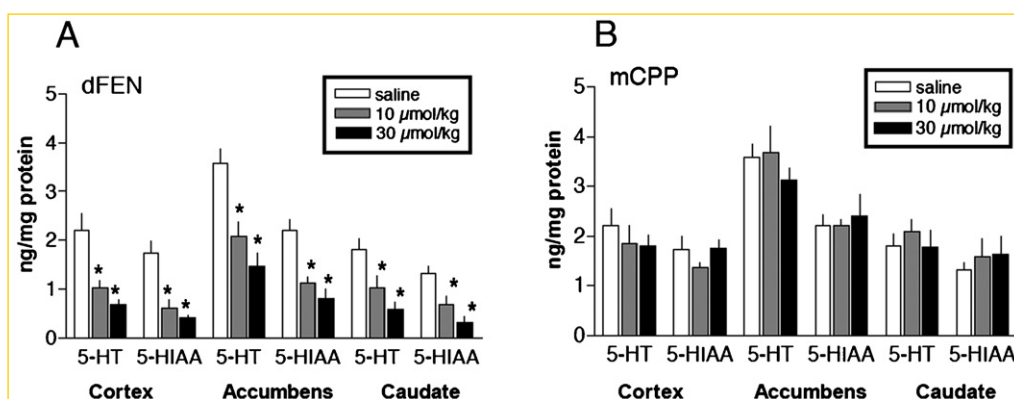 A
dFEN
saline
10 µmol/kg
30 µmol/kg
ng/mg protein
5
4
3
2
1
0
* * * * * * * * * * * *
5-HT 5-HIAA 5-HT 5-HIAA 5-HT 5-HIAA
Cortex Accumbens Caudate
B
mCPP
saline
10 µmol/kg
30 µmol/kg
ng/mg protein
5
4
3
2
1
0
5-HT 5-HIAA 5-HT 5-HIAA 5-HT 5-HIAA
Cortex Accumbens Caudate